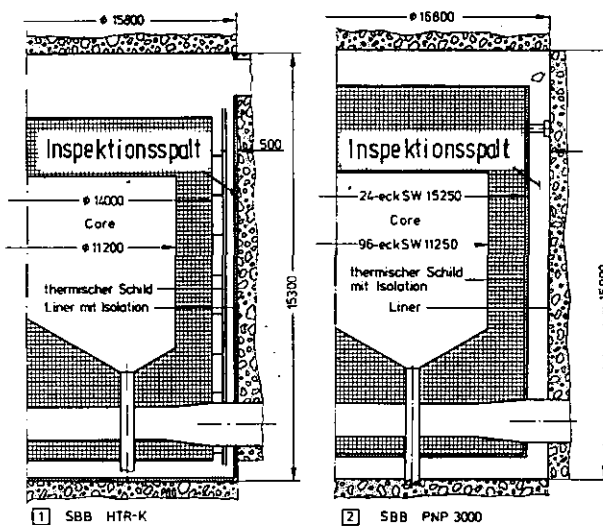 ϕ 15800
Inspektionsspalt
500
ϕ 14000
Core
ϕ 11200
thermischer Schild
Liner mit Isolation
15300
1 SBB HTR-K
ϕ 16800
Inspektionsspalt
24-eck SW 15250
Core
96-eck SW 11250
thermischer Schild
mit Isolation
Liner
2 SBB PNP 3000